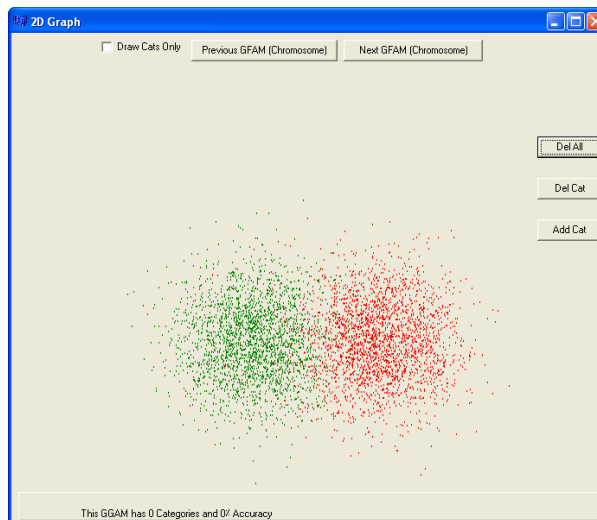 2D Graph
Draw Cats Only
Previous GFAM (Chromosome)
Next GFAM (Chromosome)
Del All
Del Cat
Add Cat
This GGAM has 0 Categories and 0% Accuracy